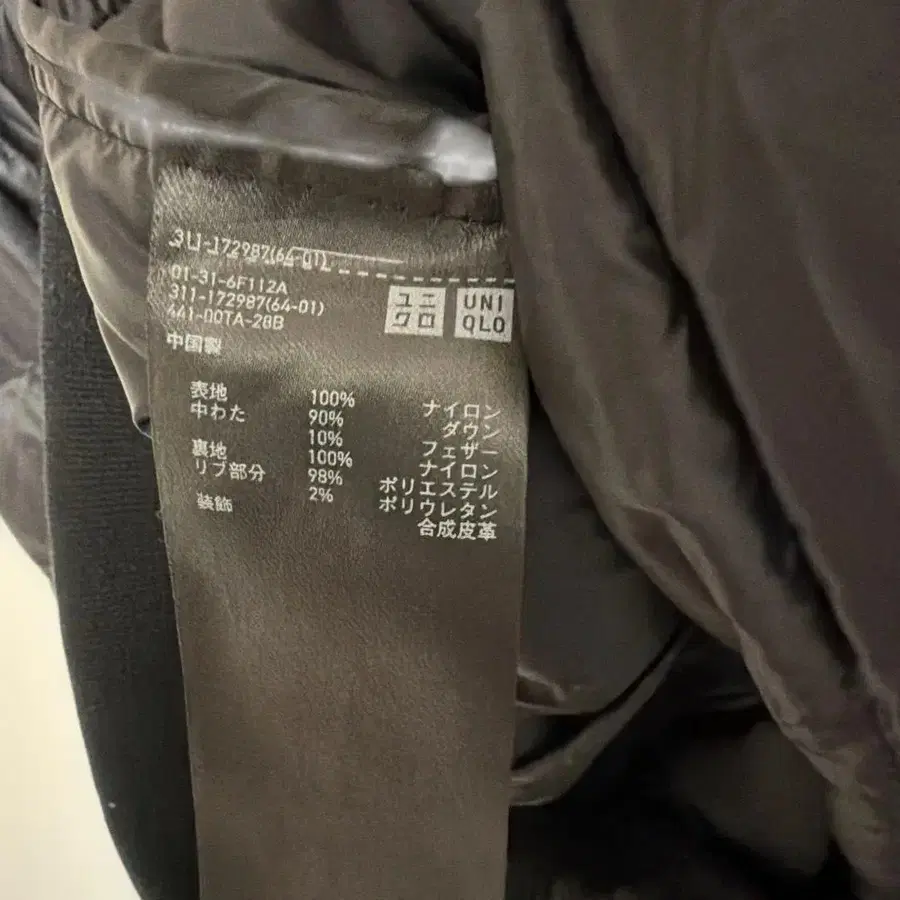 311-172987(64-01)
01-31-6F112A
311-172987(64-01)
441-00TA-28B
中国製
ユニ
クロ
UNI
QLO
表地 100% ナイロン
中わた 90% ダウン
10% フェザー
裏地 100% ナイロン
リブ部分 98% ポリエステル
2% ポリウレタン
装飾 合成皮革